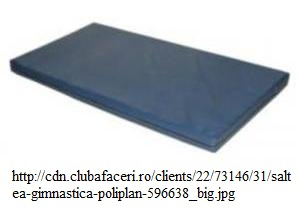 http://cdn.clubafaceri.ro/clients/22/73146/31/salt
ea-gimnastica-poliplan-596638_big.jpg